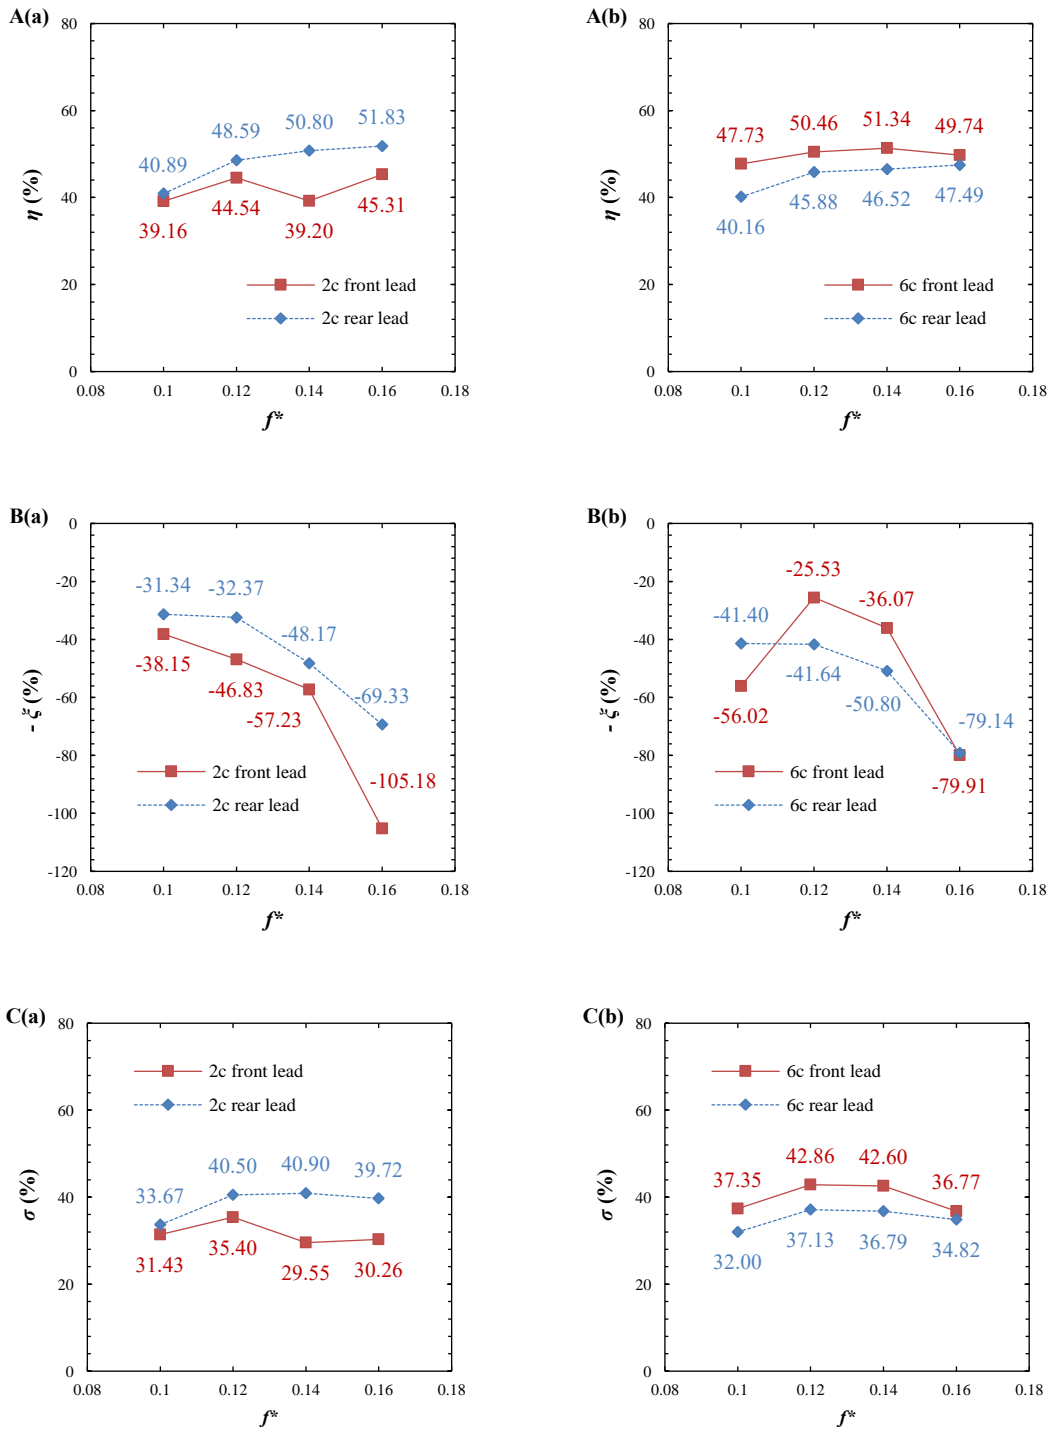 A(a)
80
60
40
20
0
η (%)
40.89
48.59
50.80
51.83
39.16
44.54
39.20
45.31
2c front lead
2c rear lead
0.08 0.1 0.12 0.14 0.16 0.18
f*
A(b)
80
60
40
20
0
η (%)
47.73
50.46
51.34
49.74
40.16
45.88
46.52
47.49
6c front lead
6c rear lead
0.08 0.1 0.12 0.14 0.16 0.18
f*
B(a)
0
-20
-40
-60
-80
-100
-120
- ξ (%)
-31.34
-32.37
-48.17
-69.33
-38.15
-46.83
-57.23
-105.18
2c front lead
2c rear lead
0.08 0.1 0.12 0.14 0.16 0.18
f*
B(b)
0
-20
-40
-60
-80
-100
-120
- ξ (%)
-25.53
-36.07
-41.40
-41.64
-50.80
-79.14
-56.02
-79.91
6c front lead
6c rear lead
0.08 0.1 0.12 0.14 0.16 0.18
f*
C(a)
80
60
40
20
0
σ (%)
2c front lead
2c rear lead
33.67
40.50
40.90
39.72
31.43
35.40
29.55
30.26
0.08 0.1 0.12 0.14 0.16 0.18
f*
C(b)
80
60
40
20
0
σ (%)
6c front lead
6c rear lead
37.35
42.86
42.60
36.77
32.00
37.13
36.79
34.82
0.08 0.1 0.12 0.14 0.16 0.18
f*